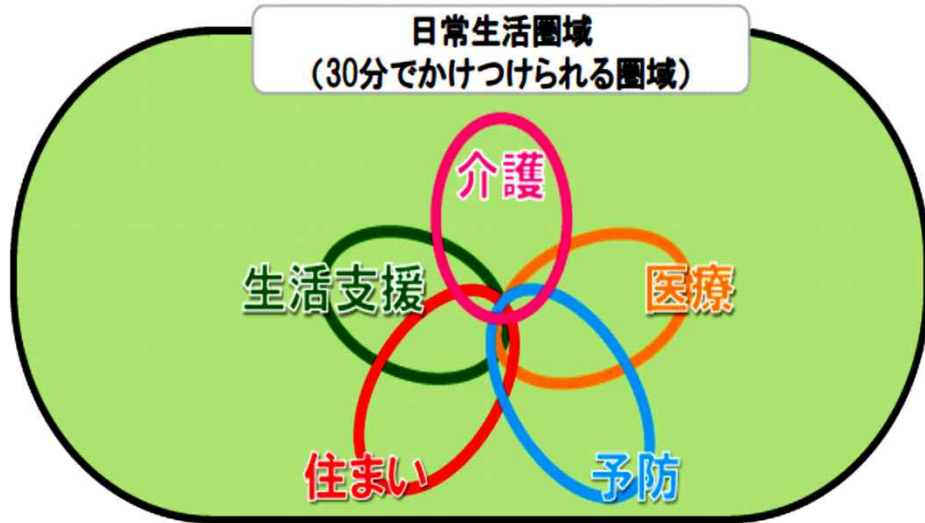 日常生活圏域
（30分でかけつけられる圏域）
介護
生活支援
医療
住まい
予防